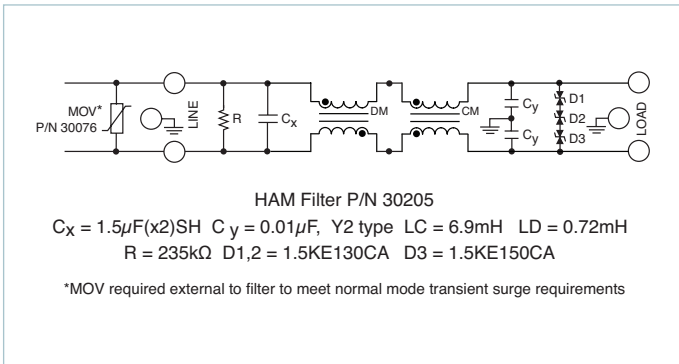 MOV*
P/N 30076
LINE
R
Cx
DM
CM
Cy
Cy
D1
D2
D3
LOAD
HAM Filter P/N 30205
Cx = 1.5µF(x2)SH C y = 0.01µF, Y2 type LC = 6.9mH LD = 0.72mH
R = 235kΩ D1,2 = 1.5KE130CA D3 = 1.5KE150CA
*MOV required external to filter to meet normal mode transient surge requirements